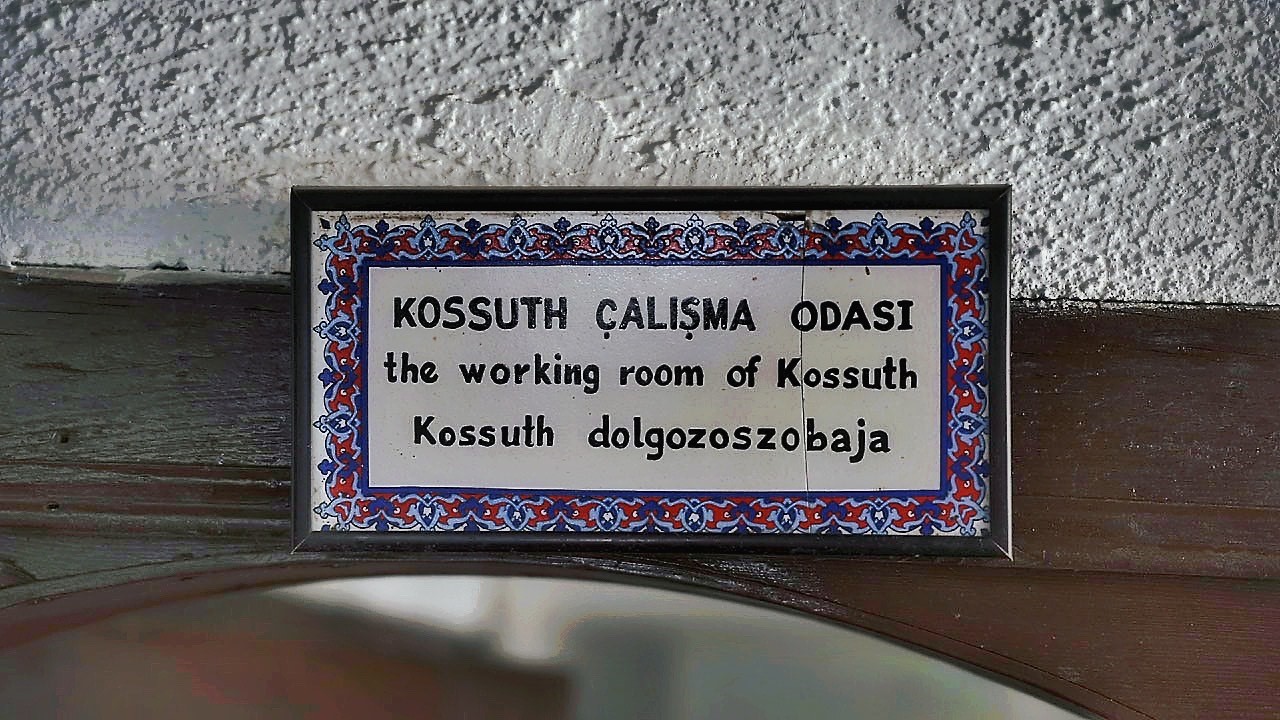 KOSSUTH ÇALIŞMA ODASI
the working room of Kossuth
Kossuth dolgozoszobaja